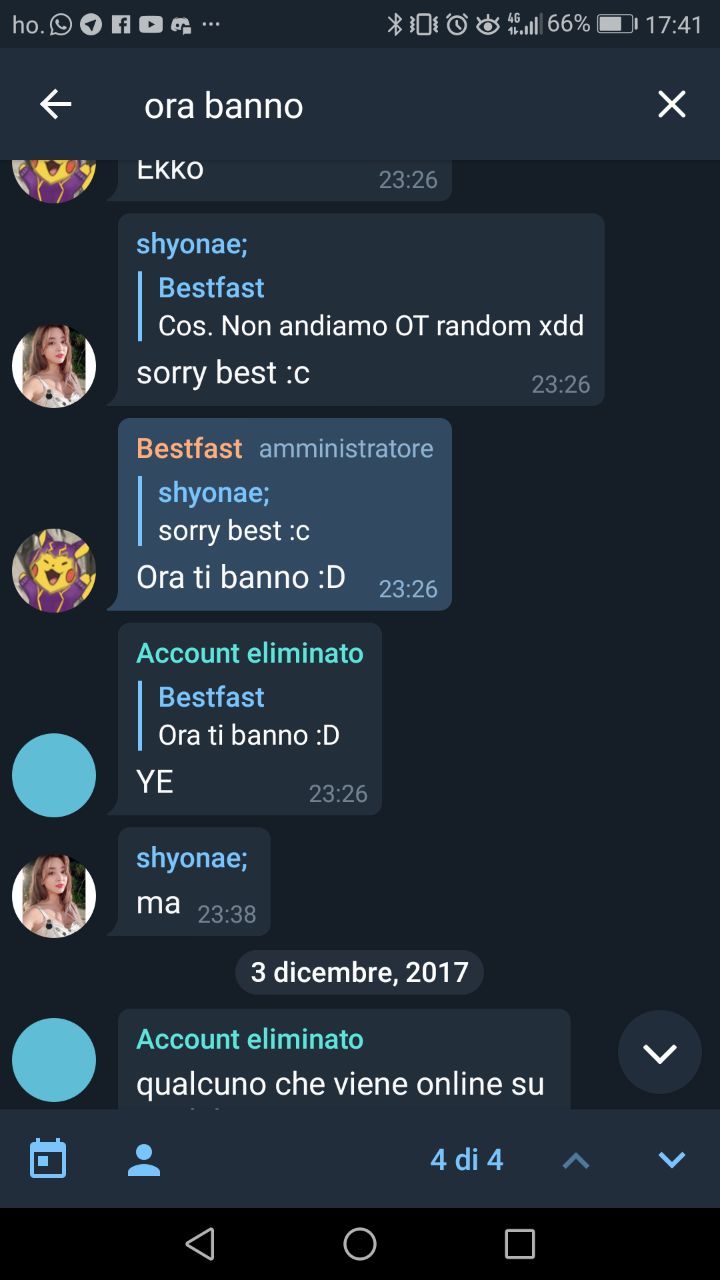 ho. 4G 66% 17:41
ora banno
Ekko
23:26
shyonae;
Bestfast
Cos. Non andiamo OT random xdd
sorry best :c
23:26
Bestfast amministratore
shyonae;
sorry best :c
Ora ti banno :D 23:26
Account eliminato
Bestfast
Ora ti banno :D
YE
23:26
shyonae;
ma 23:38
3 dicembre, 2017
Account eliminato
qualcuno che viene online su
4 di 4